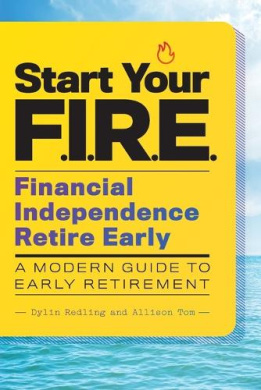 Start Your
F.I.R.E.
Financial
Independence
Retire Early
A MODERN GUIDE TO
EARLY RETIREMENT
— Dylin Redling and Allison Tom —